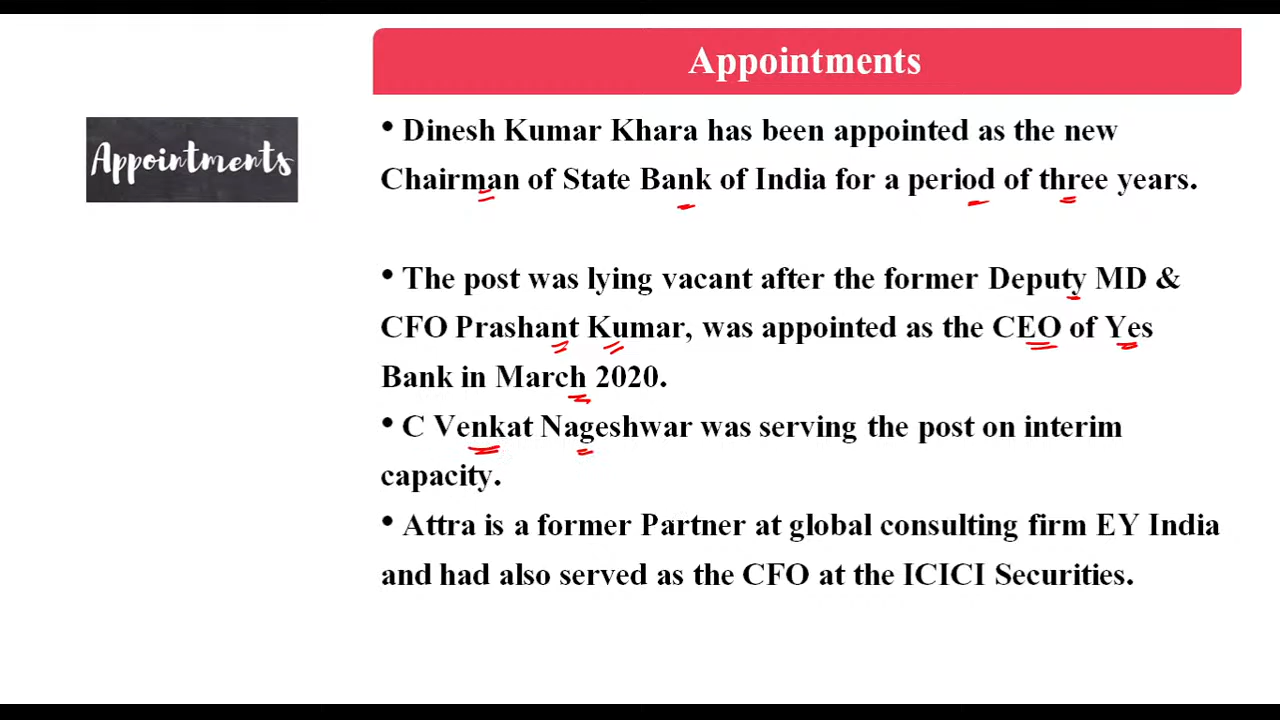 Appointments
Appointments
• Dinesh Kumar Khara has been appointed as the new
Chairman of State Bank of India for a period of three years.
• The post was lying vacant after the former Deputy MD &
CFO Prashant Kumar, was appointed as the CEO of Yes
Bank in March 2020.
• C Venkat Nageshwar was serving the post on interim
capacity.
• Attra is a former Partner at global consulting firm EY India
and had also served as the CFO at the ICICI Securities.